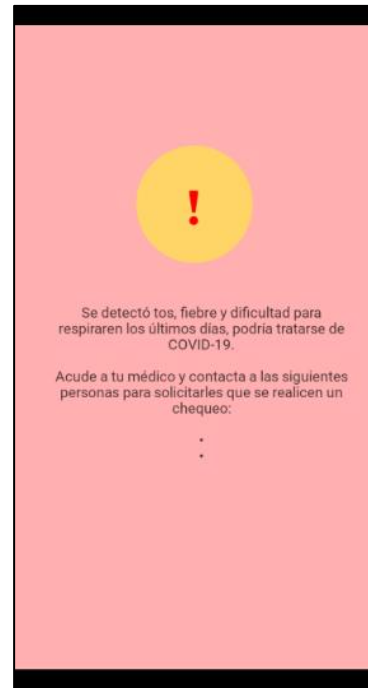 !
Se detectó tos, fiebre y dificultad para
respiraren los últimos días, podría tratarse de
COVID-19.
Acude a tu médico y contacta a las siguientes
personas para solicitarles que se realicen un
chequeo:
: